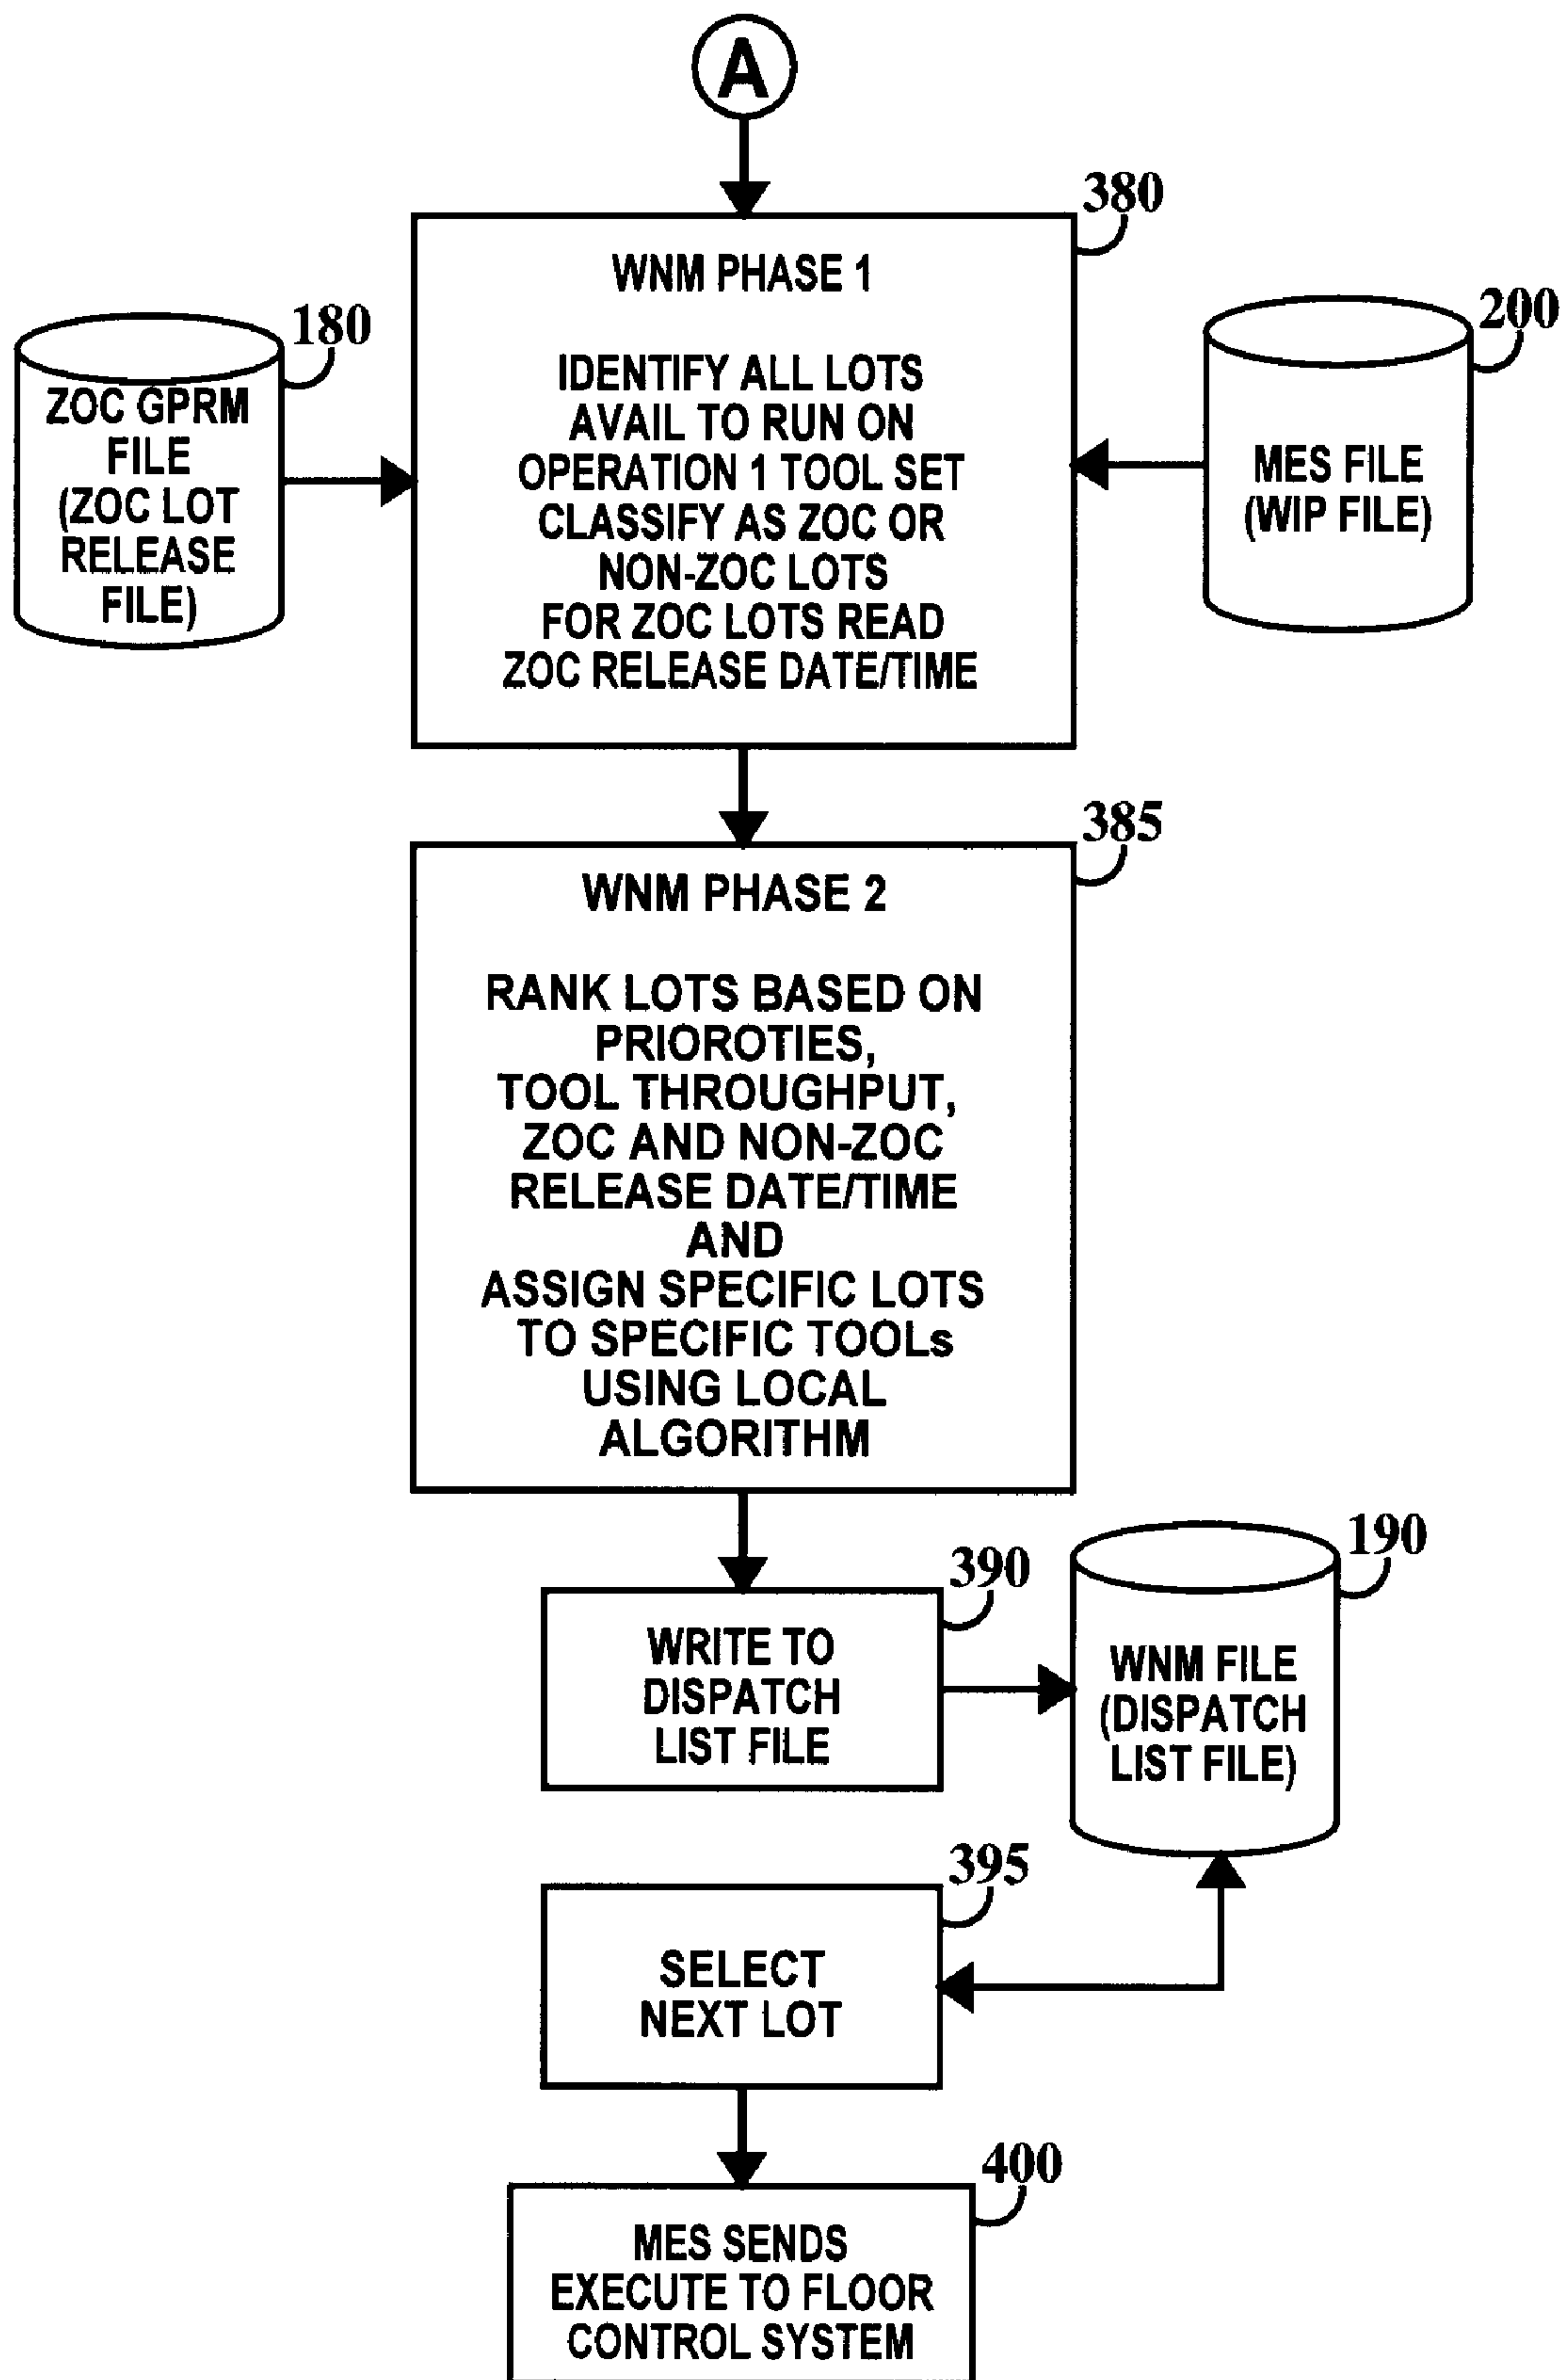 A
380
WNM PHASE 1
IDENTIFY ALL LOTS
AVAIL TO RUN ON
OPERATION 1 TOOL SET
CLASSIFY AS ZOC OR
NON-ZOC LOTS
FOR ZOC LOTS READ
ZOC RELEASE DATE/TIME
180
ZOC GPRM
FILE
(ZOC LOT
RELEASE
FILE)
200
MES FILE
(WIP FILE)
385
WNM PHASE 2
RANK LOTS BASED ON
PRIOROTIES,
TOOL THROUGHPUT,
ZOC AND NON-ZOC
RELEASE DATE/TIME
AND
ASSIGN SPECIFIC LOTS
TO SPECIFIC TOOLs
USING LOCAL
ALGORITHM
390
WRITE TO
DISPATCH
LIST FILE
190
WNM FILE
(DISPATCH
LIST FILE)
395
SELECT
NEXT LOT
400
MES SENDS
EXECUTE TO FLOOR
CONTROL SYSTEM